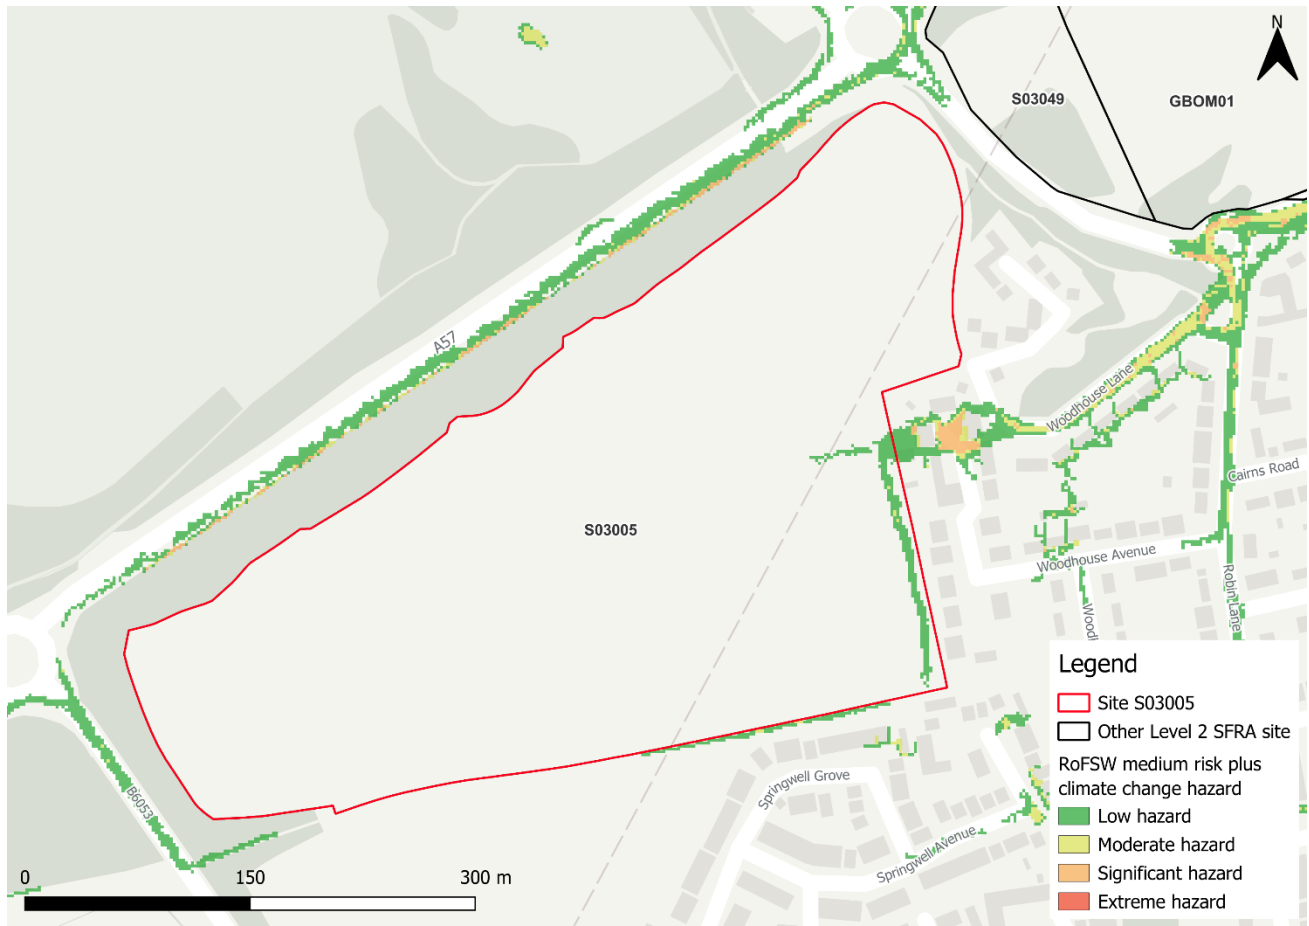 N
S03049
GBOM01
A57
Woodhouse Lane
Cairns Road
S03005
Woodhouse Avenue
Woodl
Robin Lane
Springwell Grove
Springwell Avenue
B6053
0 150 300 m
Legend
Site S03005
Other Level 2 SFRA site
RoFSW medium risk plus
climate change hazard
Low hazard
Moderate hazard
Significant hazard
Extreme hazard